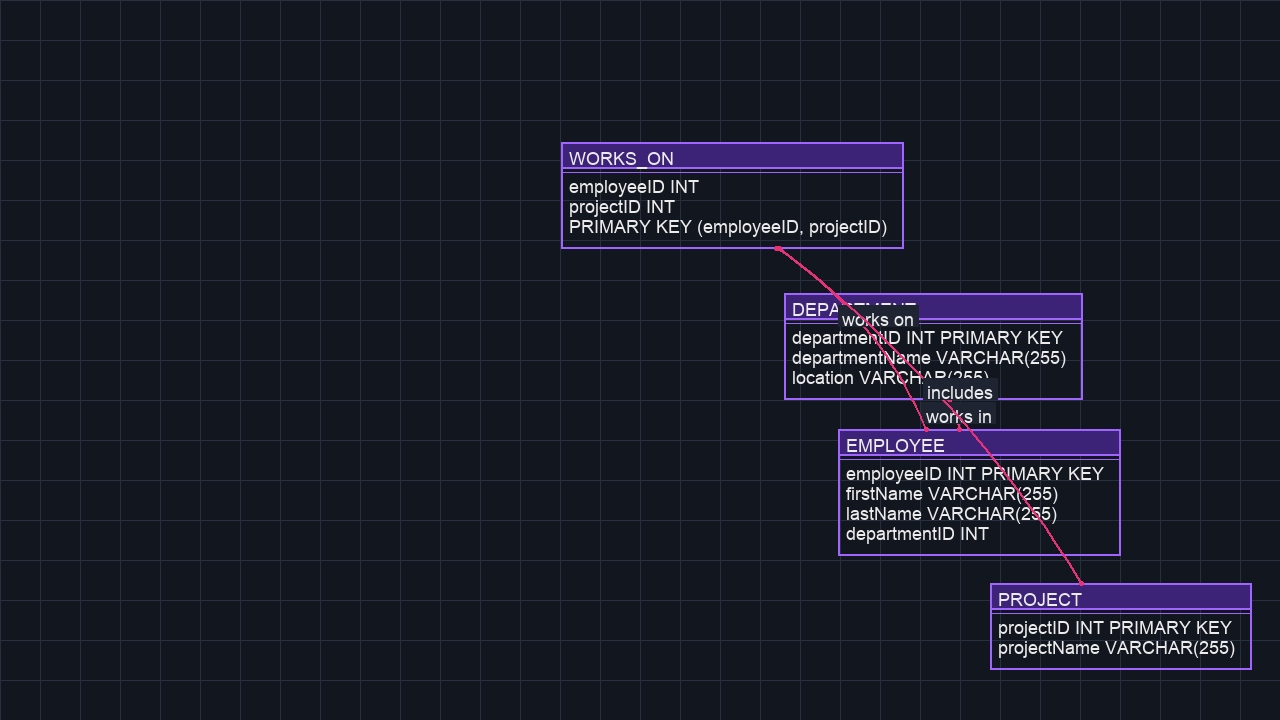 WORKS_ON
employeeID INT
projectID INT
PRIMARY KEY (employeeID, projectID)
works on
departmentID INT PRIMARY KEY
departmentName VARCHAR(255)
location VARCHAR(255)
includes
works in
EMPLOYEE
employeeID INT PRIMARY KEY
firstName VARCHAR(255)
lastName VARCHAR(255)
departmentID INT
PROJECT
projectID INT PRIMARY KEY
projectName VARCHAR(255)